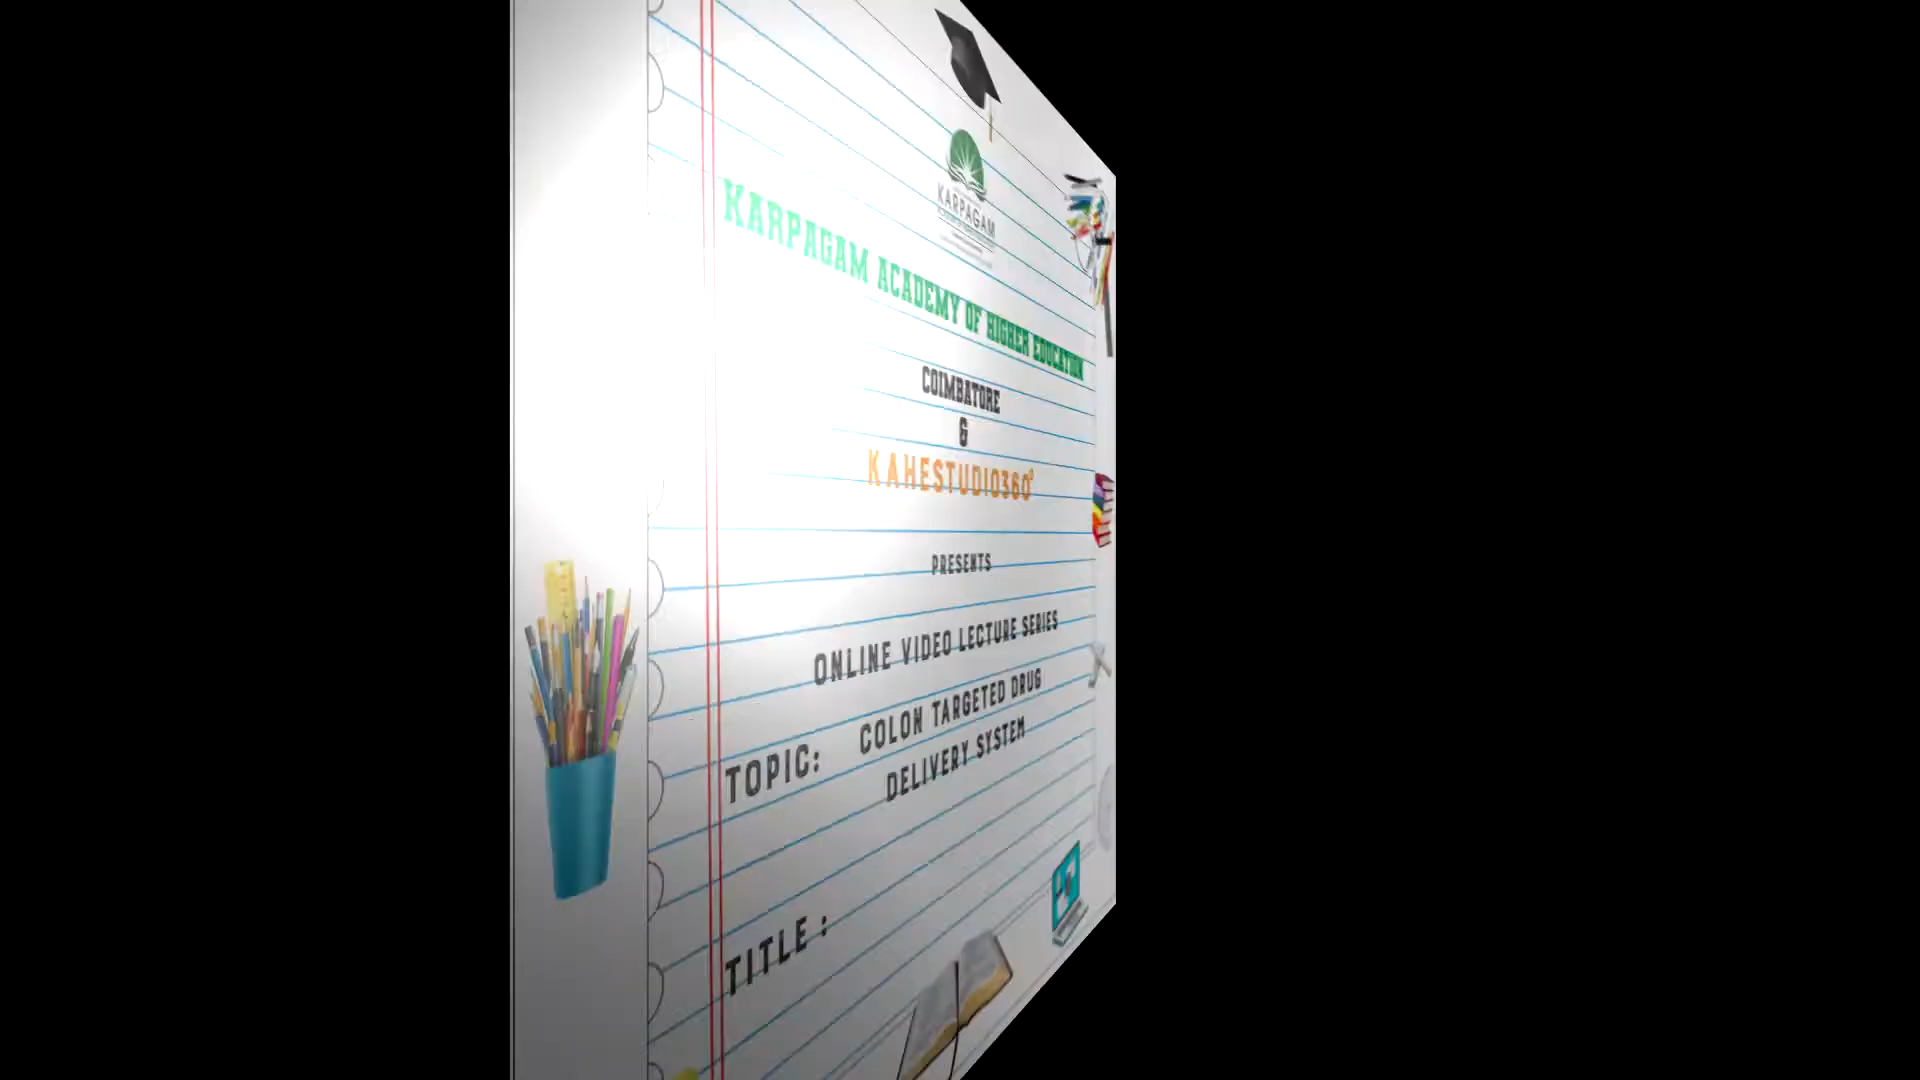 KARPAGAM
KARPAGAM ACADEMY OF HIGHER EDUCATION
COIMBATORE
&
KAHESTUDIO360°
PRESENTS
ONLINE VIDEO LECTURE SERIES
TOPIC: COLON TARGETED DRUG
DELIVERY SYSTEM
TITLE :